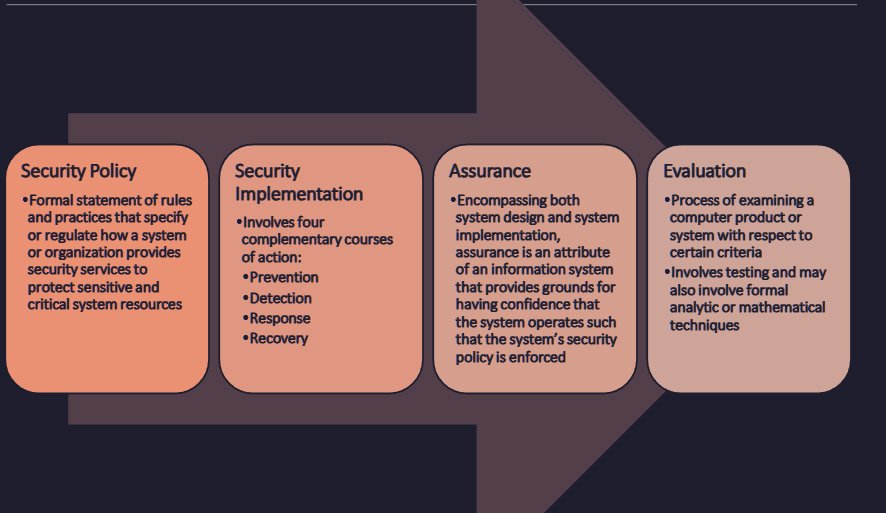 Security Policy
•Formal statement of rules
and practices that specify
or regulate how a system
or organization provides
security services to
protect sensitive and
critical system resources
Security
Implementation
•Involves four
complementary courses
of action:
•Prevention
•Detection
•Response
•Recovery
Assurance
•Encompassing both
system design and system
implementation,
assurance is an attribute
of an information system
that provides grounds for
having confidence that
the system operates such
that the system's security
policy is enforced
Evaluation
•Process of examining a
computer product or
system with respect to
certain criteria
•Involves testing and may
also involve formal
analytic or mathematical
techniques